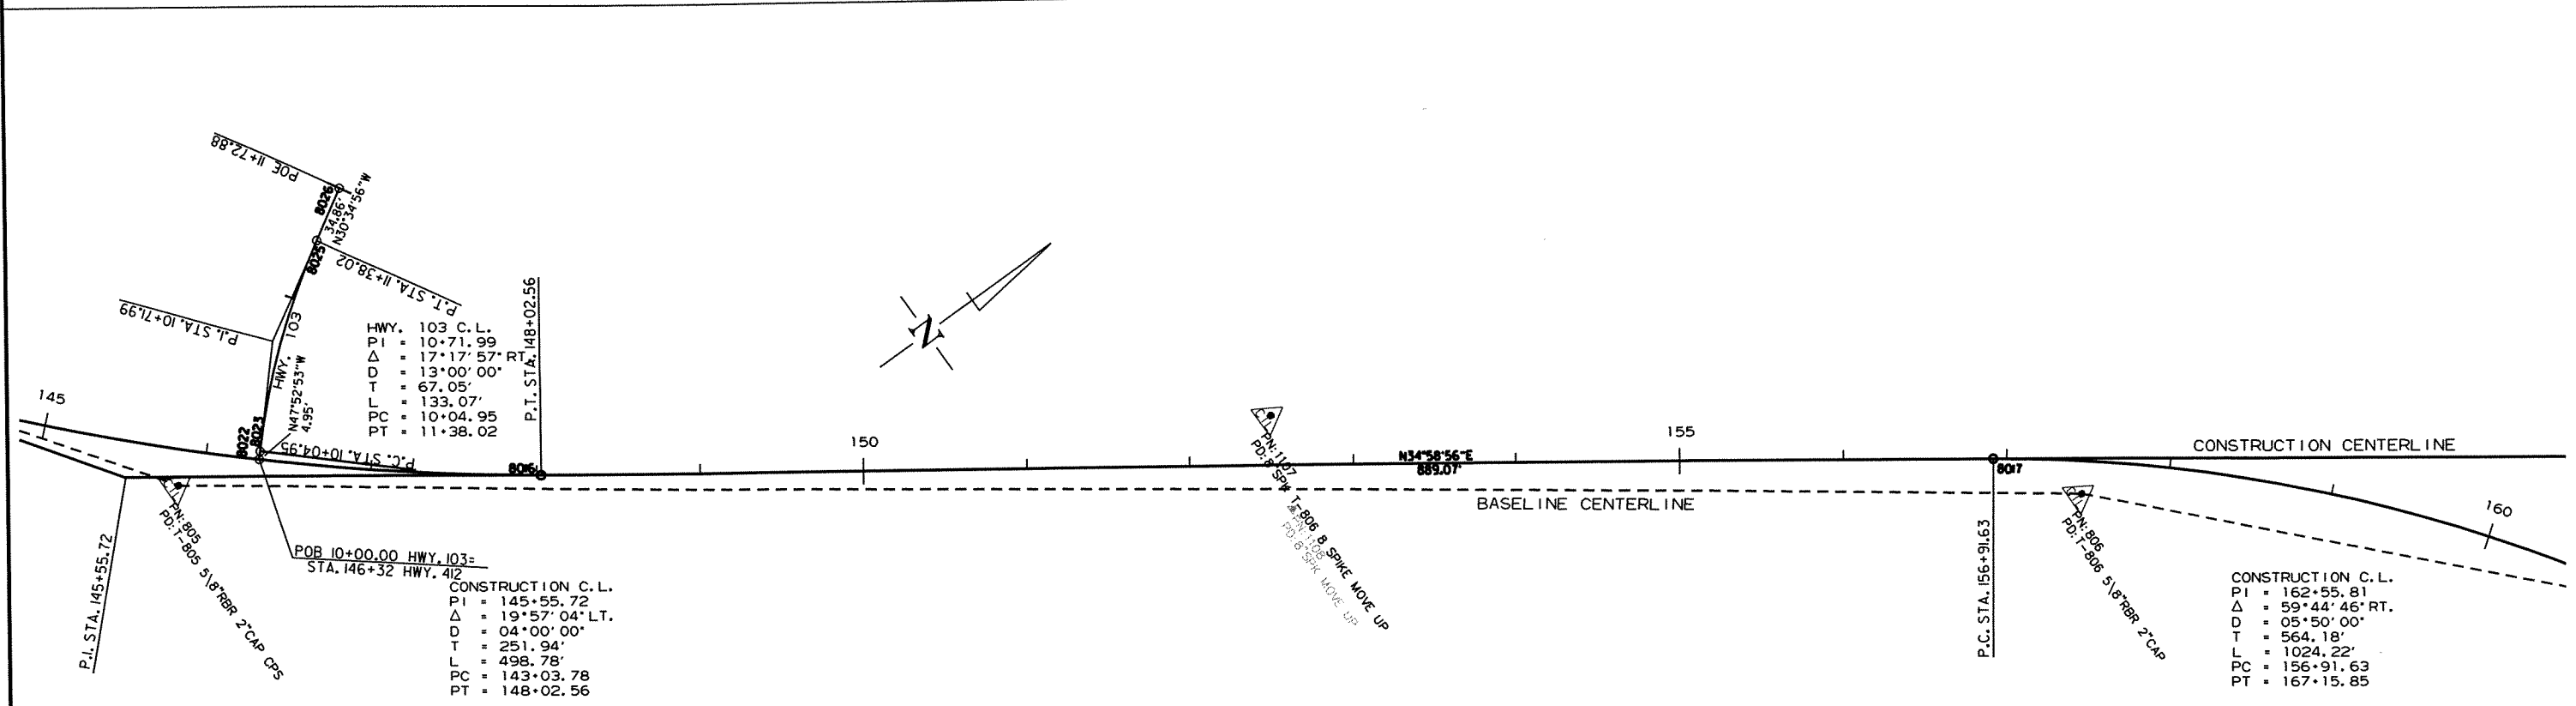 POE 11+72.88
8026
34.86'
N30°34'56"W
8025
P.T. STA. 11+38.02
P.I. STA. 10+71.99
HWY. 103
N47°52'53"W
4.95'
8022
8023
P.C. STA. 10+04.95
HWY. 103 C.L.
PI = 10+71.99
Δ = 17°17'57" RT.
D = 13°00'00"
T = 67.05'
L = 133.07'
PC = 10+04.95
PT = 11+38.02
P.T. STA. 148+02.56
N
145
150
155
160
8016
N34°58'56"E
889.07'
8017
CONSTRUCTION CENTERLINE
BASELINE CENTERLINE
PN:805
PD:T-805 5\8"RBR 2"CAP CPS
PN:1107
PD:8"SPK T-806 8 SPIKE MOVE UP
PN:1108
PD:8"SPK MOVE UP
PN:806
PD:T-806 5\8"RBR 2"CAP
P.I. STA. 145+55.72
POB 10+00.00 HWY. 103=
STA. 146+32 HWY. 412
CONSTRUCTION C.L.
PI = 145+55.72
Δ = 19°57'04" LT.
D = 04°00'00"
T = 251.94'
L = 498.78'
PC = 143+03.78
PT = 148+02.56
P.C. STA. 156+91.63
CONSTRUCTION C.L.
PI = 162+55.81
Δ = 59°44'46" RT.
D = 05°50'00"
T = 564.18'
L = 1024.22'
PC = 156+91.63
PT = 167+15.85